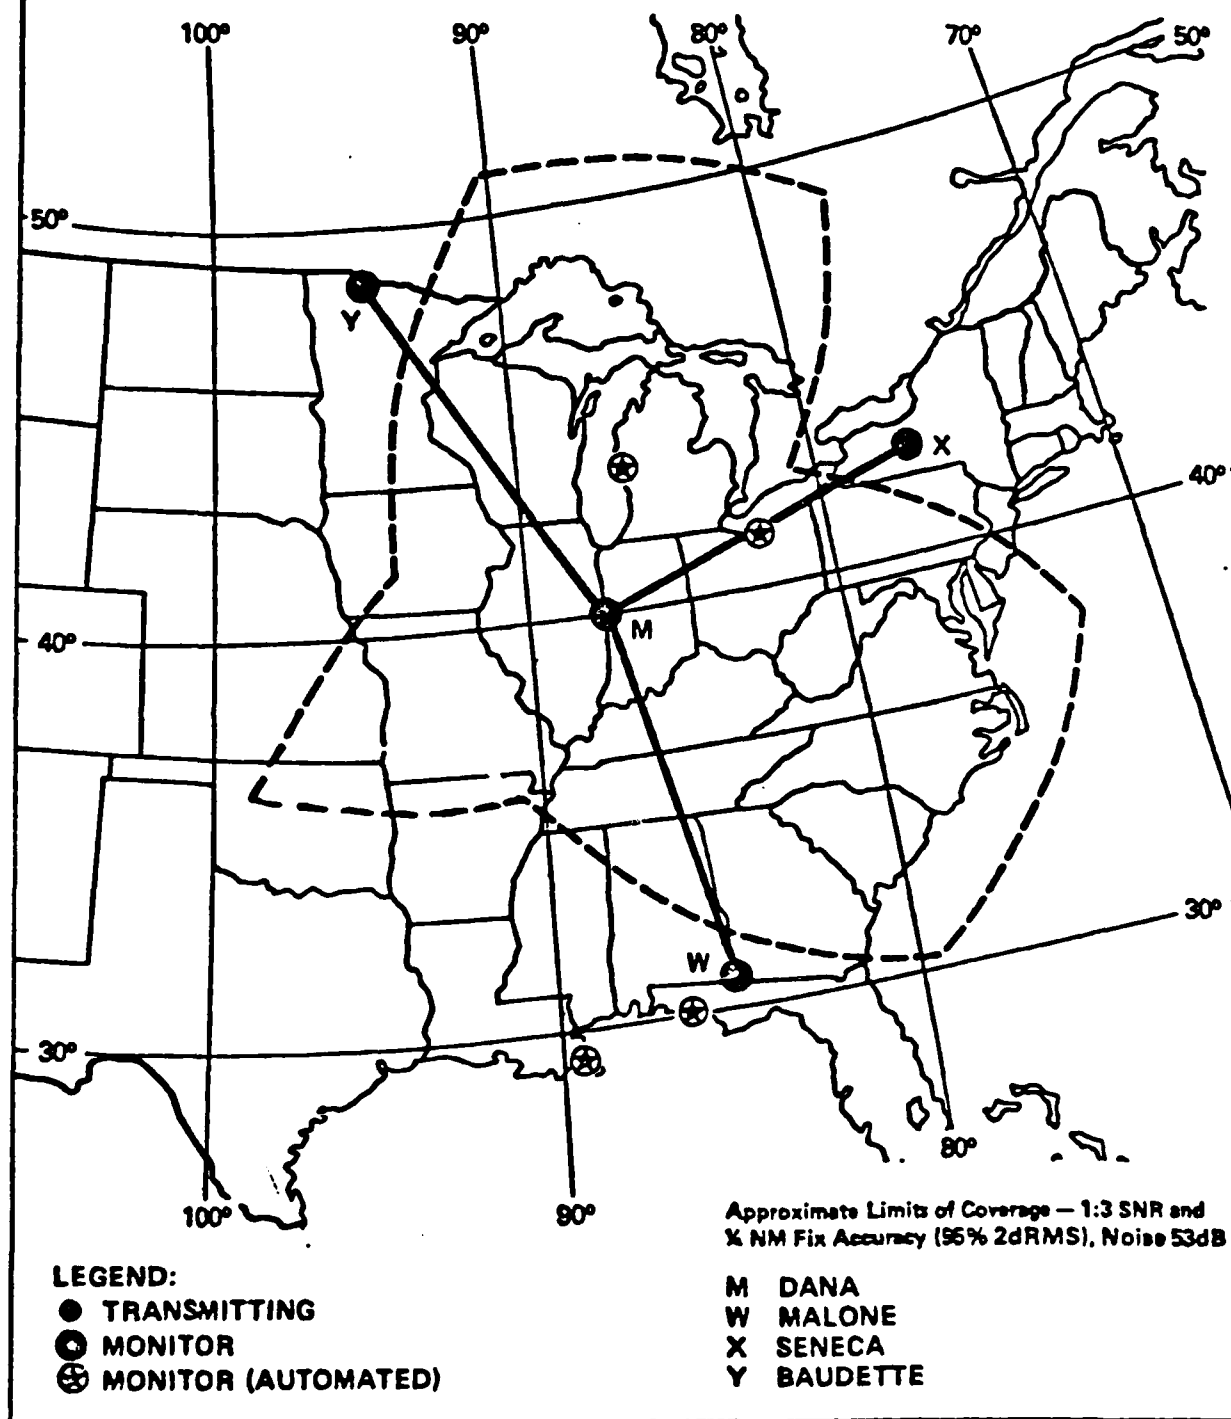 100° 90° 80° 70° 50°
50°
Y
X
40°
M
40°
30°
W
30°
80°
100° 90°
Approximate Limits of Coverage — 1:3 SNR and
¼ NM Fix Accuracy (95% 2dRMS), Noise 53dB
LEGEND:
TRANSMITTING
MONITOR
MONITOR (AUTOMATED)
M DANA
W MALONE
X SENECA
Y BAUDETTE